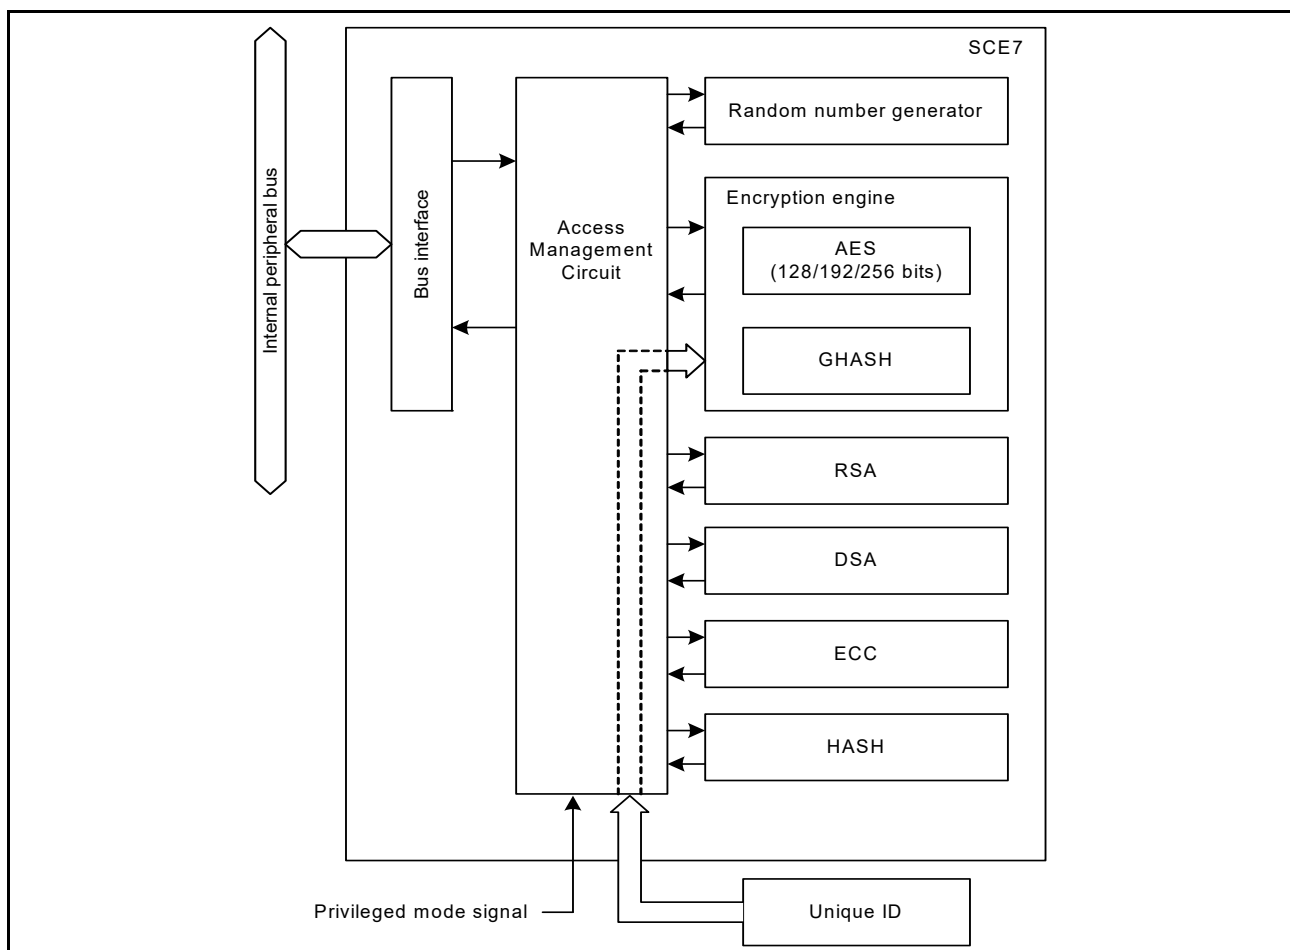 SCE7
Internal peripheral bus
Bus interface
Access
Management
Circuit
Random number generator
Encryption engine
AES
(128/192/256 bits)
GHASH
RSA
DSA
ECC
HASH
Privileged mode signal
Unique ID